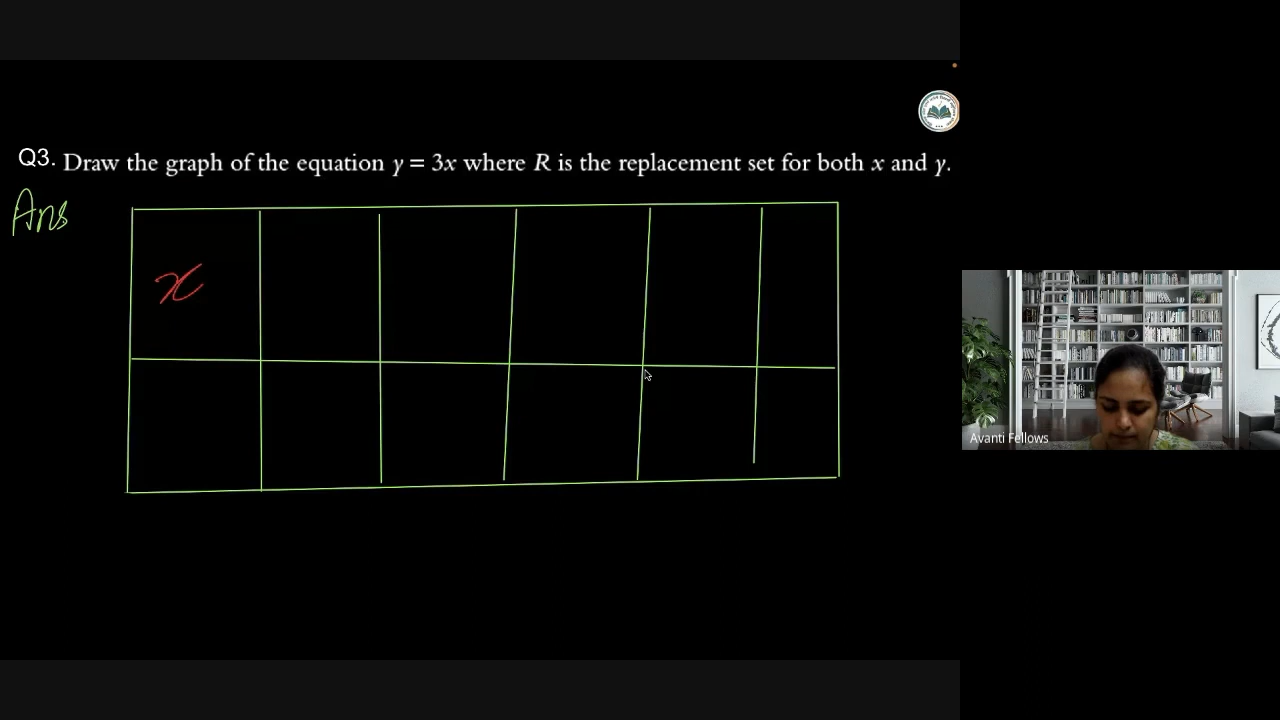 Q3. Draw the graph of the equation y = 3x where R is the replacement set for both x and y.
Ans
x
Avanti Fellows